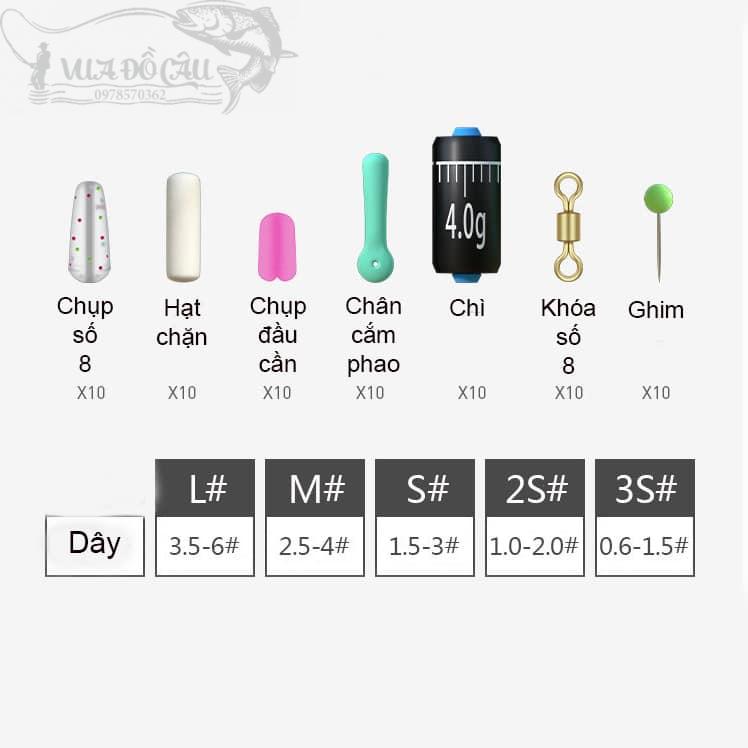 VUA ĐỒ CÂU
0978570362
4.0g
Chụp số 8
X10
Hạt chặn
X10
Chụp đầu cần
X10
Chân cắm phao
X10
Chì
X10
Khóa số 8
X10
Ghim
X10
L# M# S# 2S# 3S#
Dây 3.5-6# 2.5-4# 1.5-3# 1.0-2.0# 0.6-1.5#